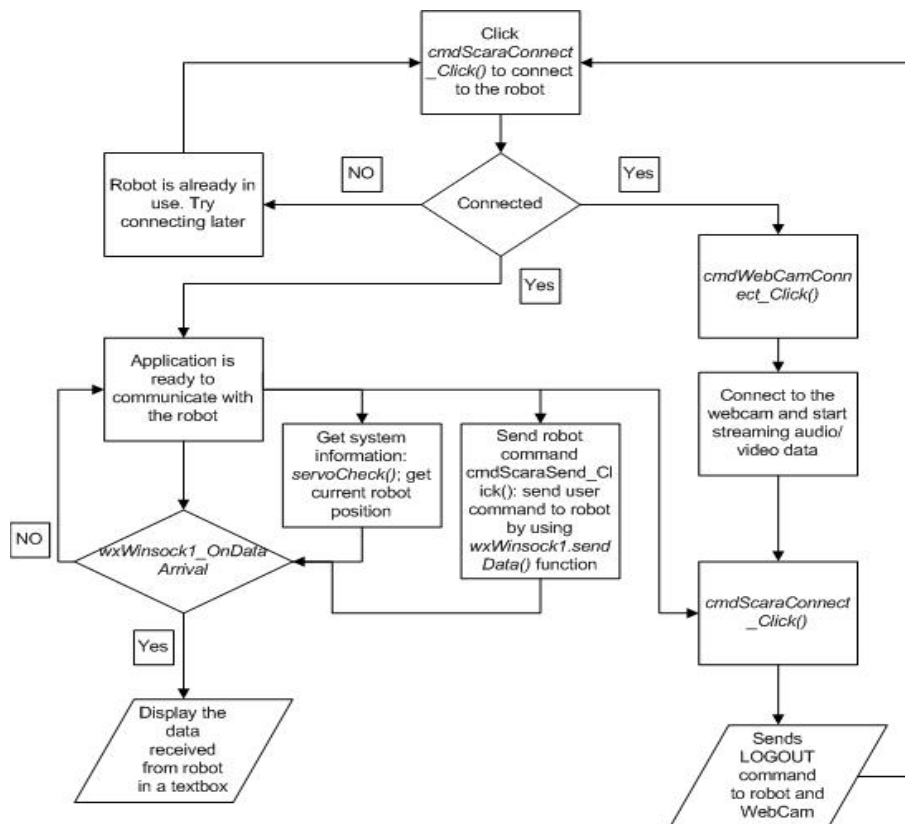 Click
cmdScaraConnect
_Click() to connect
to the robot
NO
Yes
Robot is already in
use. Try
connecting later
Connected
Yes
cmdWebCamConn
ect_Click()
Application is
ready to
communicate with
the robot
Connect to the
webcam and start
streaming audio/
video data
Get system
information:
servoCheck(); get
current robot
position
Send robot
command
cmdScaraSend_Cl
ick(): send user
command to robot
by using
wxWinsock1.send
Data() function
NO
wxWinsock1_OnData
Arrival
cmdScaraConnect
_Click()
Yes
Display the
data
received
from robot
in a textbox
Sends
LOGOUT
command
to robot and
WebCam